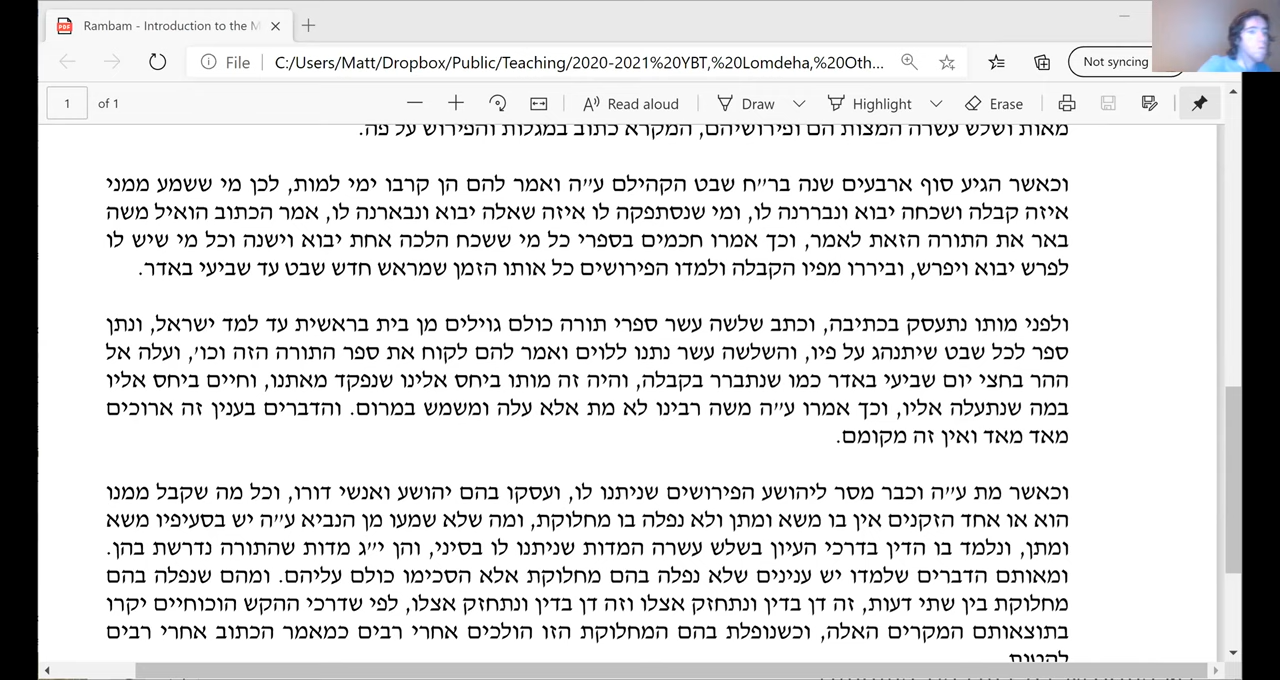 Rambam - Introduction to the M
File C:/Users/Matt/Dropbox/Public/Teaching/2020-2021%20YBT,%20Lomdeha,%20Oth... Not syncing
1 of 1 Read aloud Draw Highlight Erase
מאות ושלש עשרה המצות הם ופירושיהם, המקרא כתוב במגלות והפירוש על פה.
וכאשר הגיע סוף ארבעים שנה בר״ח שבט הקהילם ע״ה ואמר להם הן קרבו ימי למות, לכן מי ששמע ממני
איזה קבלה ושכחה יבוא ונבררנה לו, ומי שנסתפקה לו איזה שאלה יבוא ונבארנה לו, אמר הכתוב הואיל משה
באר את התורה הזאת לאמר, וכך אמרו חכמים בספרי כל מי ששכח הלכה אחת יבוא וישנה וכל מי שיש לו
לפרש יבוא ויפרש, וביררו מפיו הקבלה ולמדו הפירושים כל אותו הזמן שמראש חדש שבט עד שביעי באדר.
ולפני מותו נתעסק בכתיבה, וכתב שלשה עשר ספרי תורה כולם גוילים מן בית בראשית עד למד ישראל, ונתן
ספר לכל שבט שיתנהג על פיו, והשלשה עשר נתנו ללוים ואמר להם לקוח את ספר התורה הזה וכו׳, ועלה אל
ההר בחצי יום שביעי באדר כמו שנתברר בקבלה, והיה זה מותו ביחס אלינו שנפקד מאתנו, וחיים ביחס אליו
במה שנתעלה אליו, וכך אמרו ע״ה משה רבינו לא מת אלא עלה ומשמש במרום. והדברים בענין זה ארוכים
מאד מאד ואין זה מקומם.
וכאשר מת ע״ה וכבר מסר ליהושע הפירושים שניתנו לו, ועסקו בהם יהושע ואנשי דורו, וכל מה שקבל ממנו
הוא או אחד הזקנים אין בו משא ומתן ולא נפלה בו מחלוקת, ומה שלא שמעו מן הנביא ע״ה יש בסעיפיו משא
ומתן, ונלמד בו הדין בדרכי העיון בשלש עשרה המדות שניתנו לו בסיני, והן י״ג מדות שהתורה נדרשת בהן.
ומאותם הדברים שלמדו יש ענינים שלא נפלה בהם מחלוקת אלא הסכימו כולם עליהם. ומהם שנפלה בהם
מחלוקת בין שתי דעות, זה דן בדין ונתחזק אצלו וזה דן בדין ונתחזק אצלו, לפי שדרכי ההקש הוכוחיים יקרו
בתוצאותם המקרים האלה, וכשנופלת בהם המחלוקת הזו הולכים אחרי רבים כמאמר הכתוב אחרי רבים
להטות